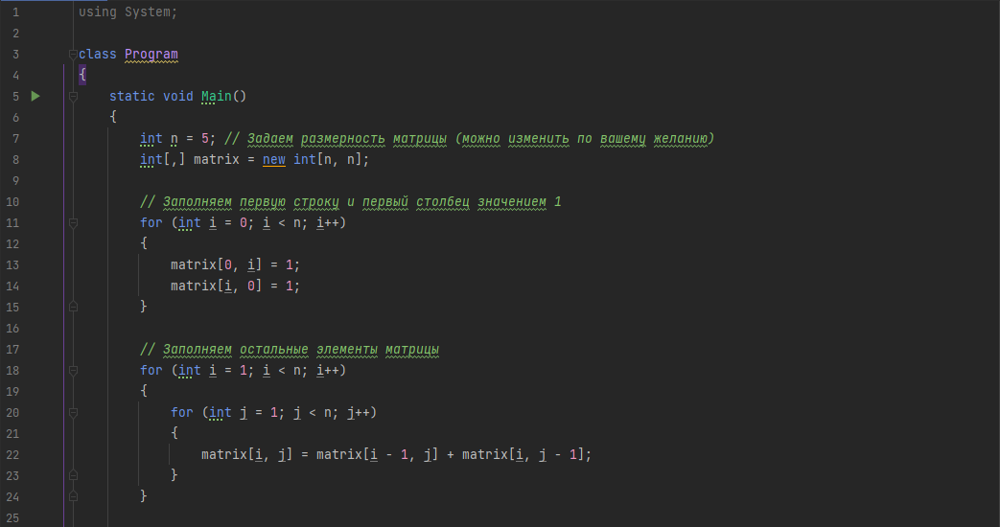 1 using System;
2
3 class Program
4 {
5 static void Main()
6 {
7 int n = 5; // Задаем размерность матрицы (можно изменить по вашему желанию)
8 int[,] matrix = new int[n, n];
9
10 // Заполняем первую строку и первый столбец значением 1
11 for (int i = 0; i < n; i++)
12 {
13 matrix[0, i] = 1;
14 matrix[i, 0] = 1;
15 }
16
17 // Заполняем остальные элементы матрицы
18 for (int i = 1; i < n; i++)
19 {
20 for (int j = 1; j < n; j++)
21 {
22 matrix[i, j] = matrix[i - 1, j] + matrix[i, j - 1];
23 }
24 }
25